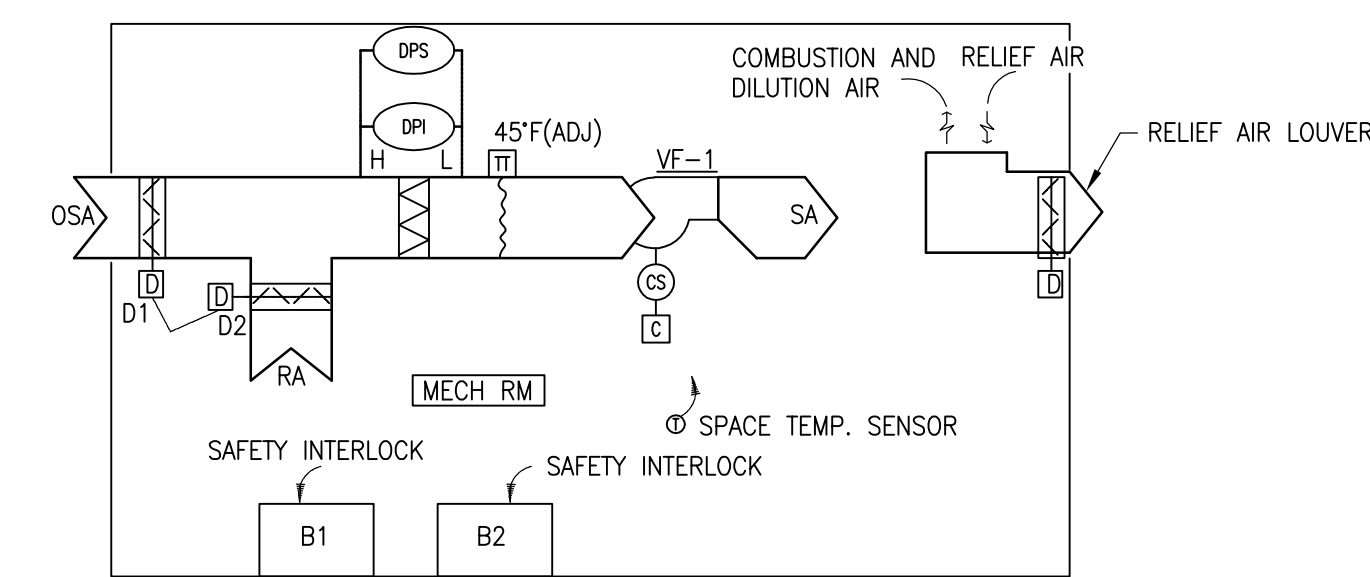 DPS
COMBUSTION AND
DILUTION AIR
RELIEF AIR
DPI
45°F(ADJ)
H
L
TT
VF-1
RELIEF AIR LOUVER
OSA
SA
D
D1
D
D2
CS
D
C
RA
MECH RM
T
SPACE TEMP. SENSOR
SAFETY INTERLOCK
SAFETY INTERLOCK
B1
B2